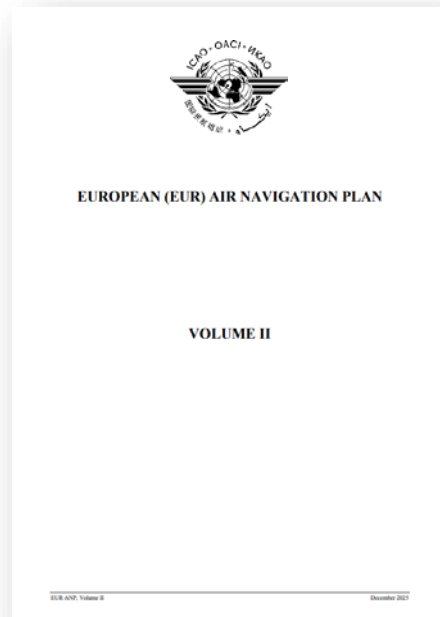 ICAO · OACI · ИКАО
EUROPEAN (EUR) AIR NAVIGATION PLAN
VOLUME II
EUR ANP, Volume II
December 2023